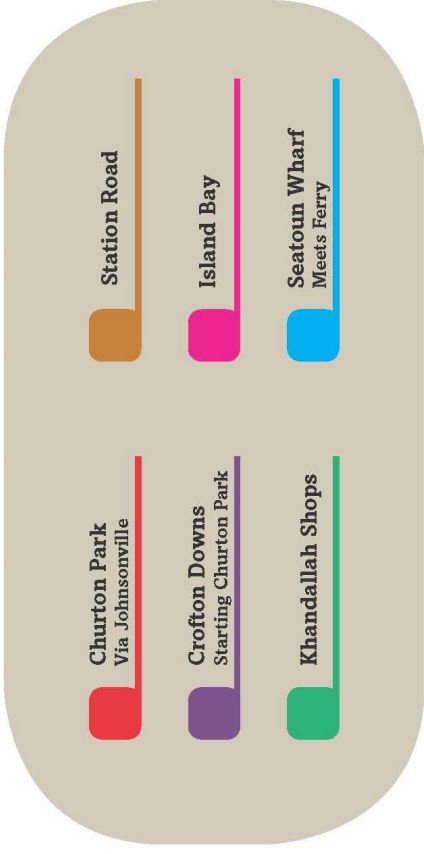 Churton Park
Via Johnsonville
Crofton Downs
Starting Churton Park
Khandallah Shops
Station Road
Island Bay
Seatoun Wharf
Meets Ferry